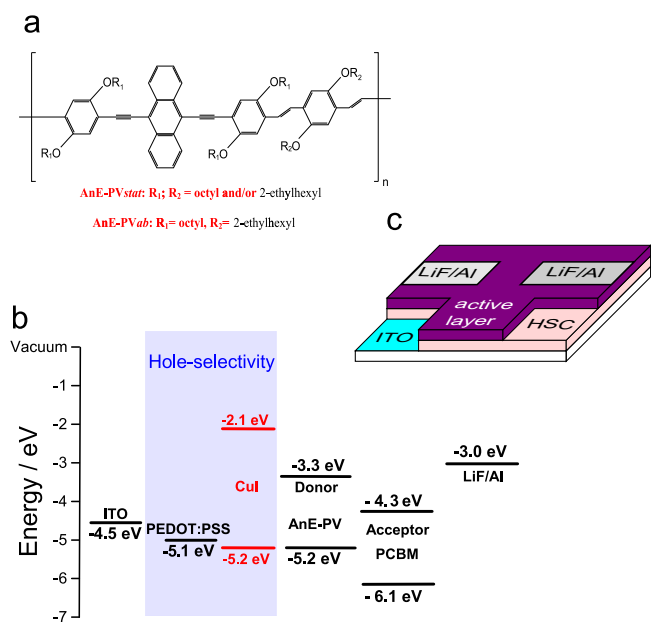 a
OR₁
OR₁
OR₂
R₁O
R₁O
R₂O
n
AnE-PVstat: R₁; R₂ = octyl and/or 2-ethylhexyl
AnE-PVab: R₁= octyl, R₂= 2-ethylhexyl
c
LiF/Al
LiF/Al
active
layer
ITO
HSC
b
Vacuum
-1
-2
-3
-4
-5
-6
-7
Energy / eV
Hole-selectivity
-2.1 eV
CuI
-5.2 eV
ITO
-4.5 eV
PEDOT:PSS
-5.1 eV
-3.3 eV
Donor
AnE-PV
-5.2 eV
- 4.3 eV
Acceptor
PCBM
- 6.1 eV
-3.0 eV
LiF/Al